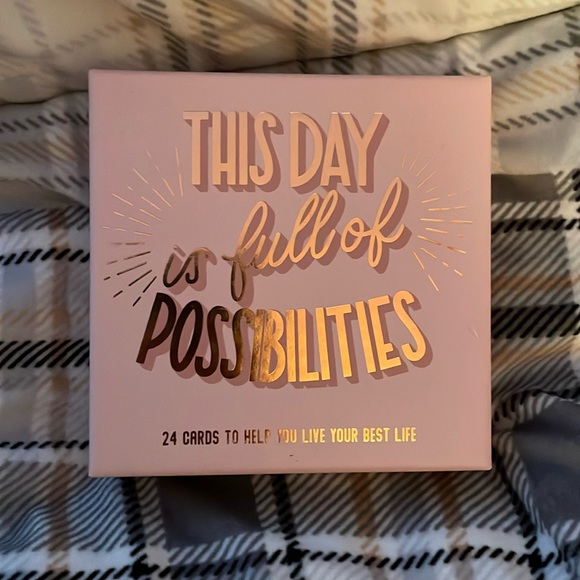 THIS DAY
is full of
POSSIBILITIES
24 CARDS TO HELP YOU LIVE YOUR BEST LIFE